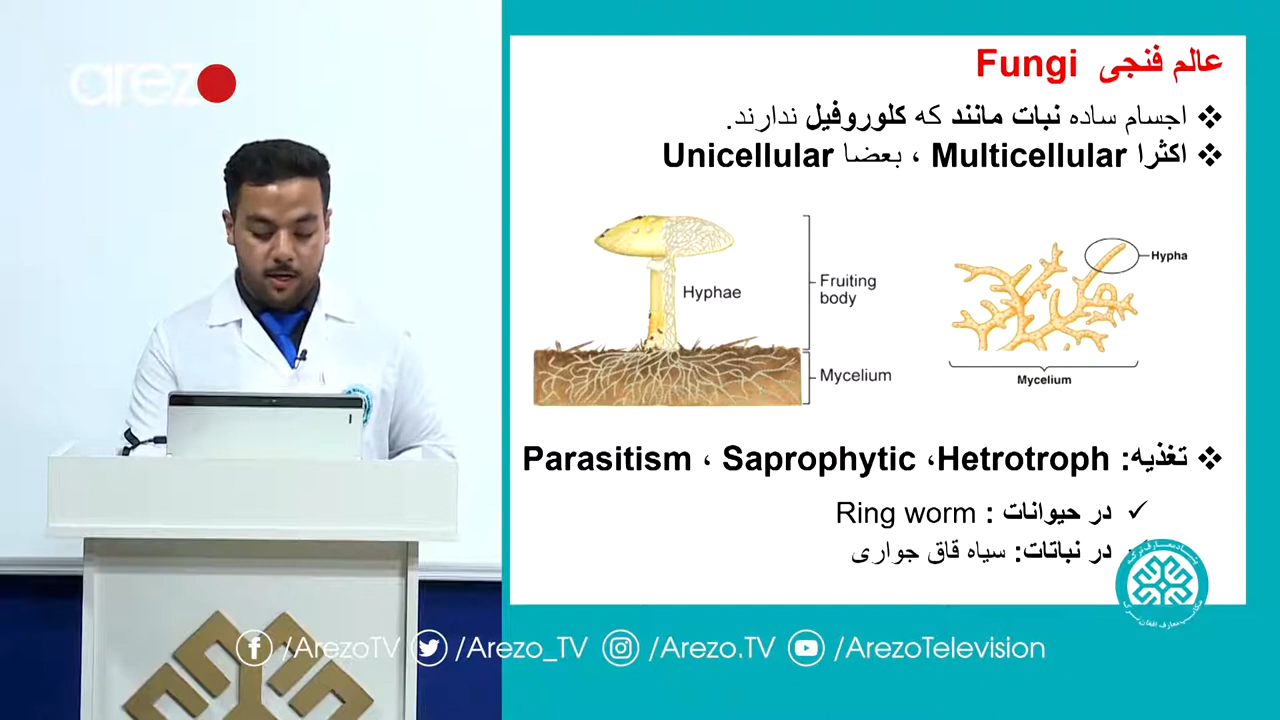 arezo
عالم فنجی Fungi
❖ اجسام ساده نبات مانند که کلوروفیل ندارند.
❖ اکثرا Multicellular ، بعضا Unicellular
Hyphae
Fruiting
body
Mycelium
Hypha
Mycelium
❖ تغذیه: Hetrotroph، Saprophytic ، Parasitism
✓ در حیوانات : Ring worm
در نباتات: سیاه قاق جواری
/ArezoTV /Arezo_TV /Arezo.TV /ArezoTelevision